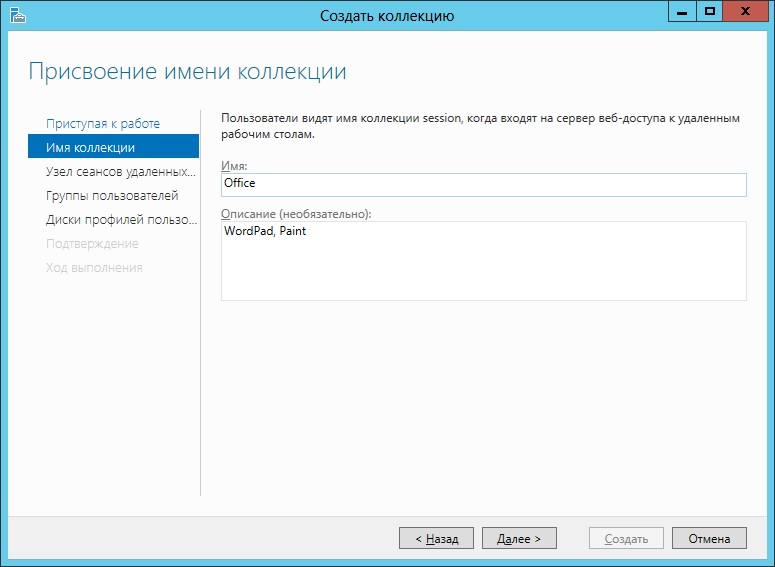 Создать коллекцию
Присвоение имени коллекции
Приступая к работе
Имя коллекции
Узел сеансов удаленных...
Группы пользователей
Диски профилей пользо...
Подтверждение
Ход выполнения
Пользователи видят имя коллекции session, когда входят на сервер веб-доступа к удаленным
рабочим столам.
Имя:
Office
Описание (необязательно):
WordPad, Paint
< Назад
Далее >
Создать
Отмена